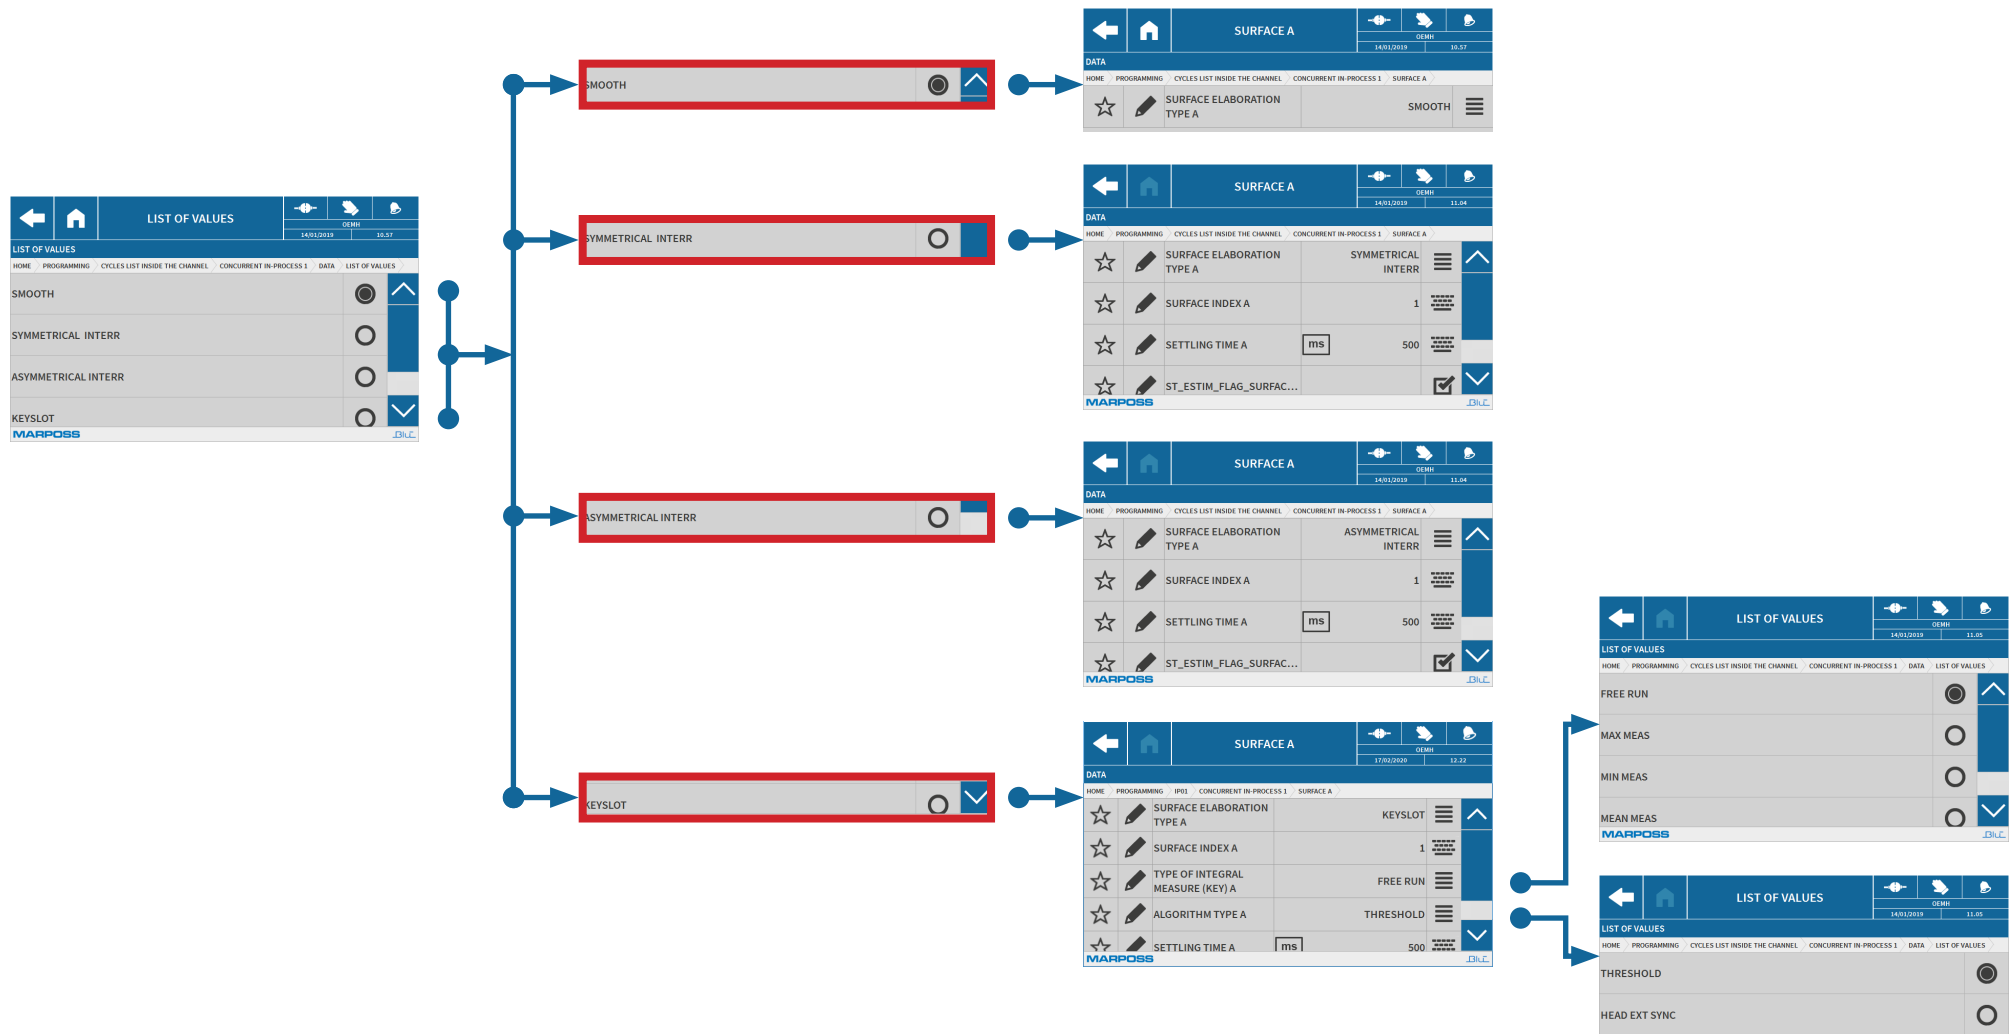 LIST OF VALUES
OEMH
14/01/2019 10.57
LIST OF VALUES
HOME PROGRAMMING CYCLES LIST INSIDE THE CHANNEL CONCURRENT IN-PROCESS 1 DATA LIST OF VALUES
SMOOTH
SYMMETRICAL INTERR
ASYMMETRICAL INTERR
KEYSLOT
MARPOSS BLÚ
SMOOTH
SYMMETRICAL INTERR
ASYMMETRICAL INTERR
KEYSLOT
SURFACE A
OEMH
14/01/2019 10.57
DATA
HOME PROGRAMMING CYCLES LIST INSIDE THE CHANNEL CONCURRENT IN-PROCESS 1 SURFACE A
SURFACE ELABORATION
TYPE A
SMOOTH
SURFACE A
OEMH
14/01/2019 11.04
DATA
HOME PROGRAMMING CYCLES LIST INSIDE THE CHANNEL CONCURRENT IN-PROCESS 1 SURFACE A
SURFACE ELABORATION
TYPE A
SYMMETRICAL
INTERR
SURFACE INDEX A 1
SETTLING TIME A ms 500
ST_ESTIM_FLAG_SURFAC...
MARPOSS BLÚ
SURFACE A
OEMH
14/01/2019 11.04
DATA
HOME PROGRAMMING CYCLES LIST INSIDE THE CHANNEL CONCURRENT IN-PROCESS 1 SURFACE A
SURFACE ELABORATION
TYPE A
ASYMMETRICAL
INTERR
SURFACE INDEX A 1
SETTLING TIME A ms 500
ST_ESTIM_FLAG_SURFAC...
MARPOSS BLÚ
SURFACE A
OEMH
17/02/2020 12.22
DATA
HOME PROGRAMMING IP01 CONCURRENT IN-PROCESS 1 SURFACE A
SURFACE ELABORATION
TYPE A
KEYSLOT
SURFACE INDEX A 1
TYPE OF INTEGRAL
MEASURE (KEY) A
FREE RUN
ALGORITHM TYPE A THRESHOLD
SETTLING TIME A ms 500
MARPOSS BLÚ
LIST OF VALUES
OEMH
14/01/2019 11.05
LIST OF VALUES
HOME PROGRAMMING CYCLES LIST INSIDE THE CHANNEL CONCURRENT IN-PROCESS 1 DATA LIST OF VALUES
FREE RUN
MAX MEAS
MIN MEAS
MEAN MEAS
MARPOSS BLÚ
LIST OF VALUES
OEMH
14/01/2019 11.05
LIST OF VALUES
HOME PROGRAMMING CYCLES LIST INSIDE THE CHANNEL CONCURRENT IN-PROCESS 1 DATA LIST OF VALUES
THRESHOLD
HEAD EXT SYNC